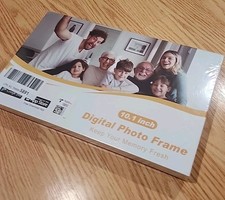 10.1 inch
Digital Photo Frame
Keep Your Memory Fresh